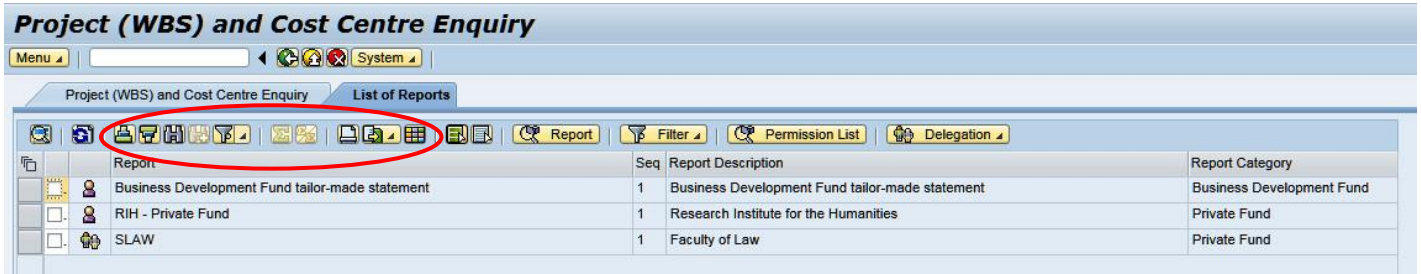 Project (WBS) and Cost Centre Enquiry
Menu System
Project (WBS) and Cost Centre Enquiry List of Reports
Report Filter Permission List Delegation
Report Seq Report Description Report Category
Business Development Fund tailor-made statement 1 Business Development Fund tailor-made statement Business Development Fund
RIH - Private Fund 1 Research Institute for the Humanities Private Fund
SLAW 1 Faculty of Law Private Fund